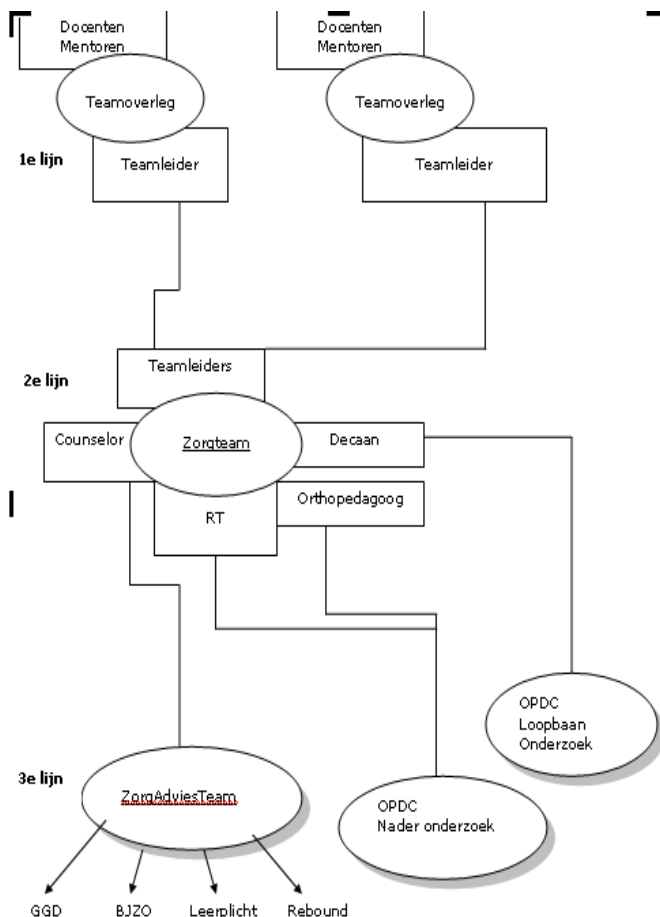 Docenten
Mentoren
Docenten
Mentoren
Teamoverleg
Teamoverleg
1e lijn
Teamleider
Teamleider
Teamleiders
2e lijn
Counselor
Zorgteam
Decaan
RT
Orthopedagoog
OPDC
Loopbaan
Onderzoek
3e lijn
ZorgAdviesTeam
OPDC
Nader onderzoek
GGD
BJZO
Leerplicht
Rebound